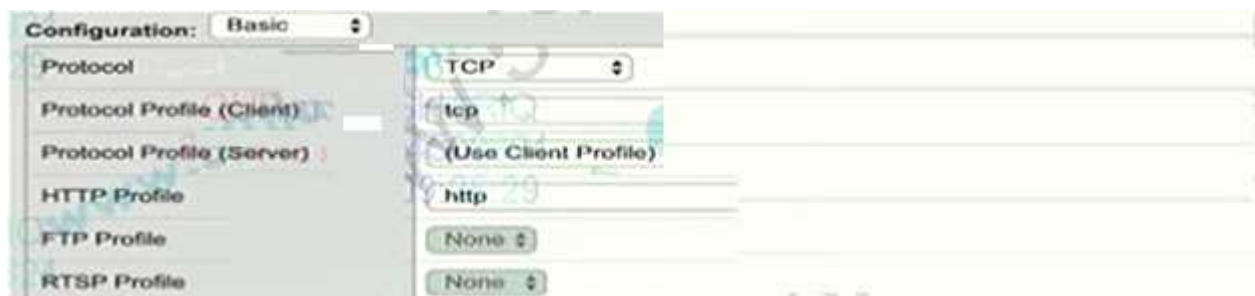 Configuration: Basic
Protocol TCP
Protocol Profile (Client) tcp
Protocol Profile (Server) (Use Client Profile)
HTTP Profile http
FTP Profile None
RTSP Profile None